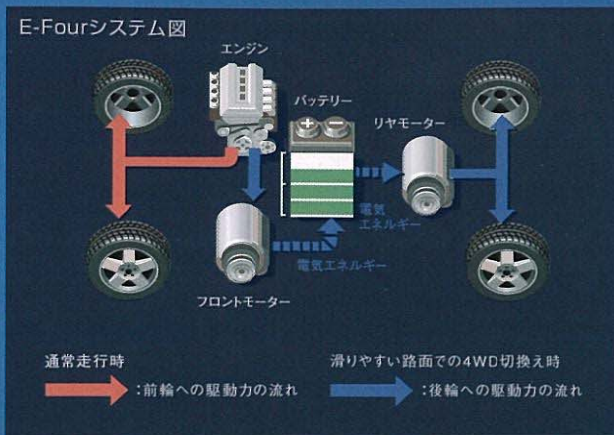 E-Fourシステム図
エンジン
バッテリー
リヤモーター
電気
エネルギー
電気エネルギー
フロントモーター
通常走行時
:前輪への駆動力の流れ
滑りやすい路面での4WD切換え時
:後輪への駆動力の流れ